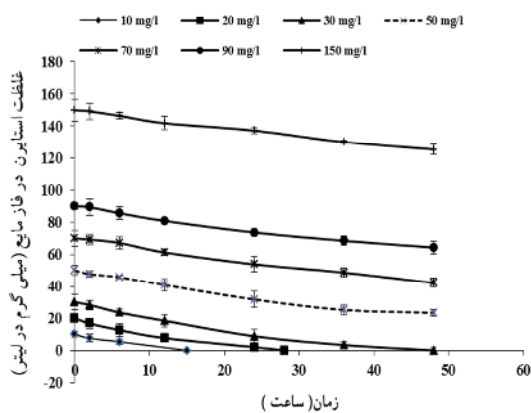 10 mg/l 20 mg/l 30 mg/l 50 mg/l
70 mg/l 90 mg/l 150 mg/l
غلظت استایرن در فاز مایع (میلی گرم در لیتر)
180
160
140
120
100
80
60
40
20
0
-20
0 10 20 30 40 50 60
زمان( ساعت )